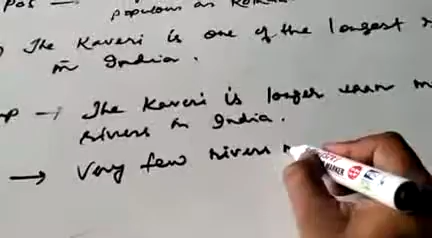 Pos —
populous as
The Kaveri is one of the longest
in India.
The Kaveri is longer than m
rivers in India.
→ Very few rivers
MARKER